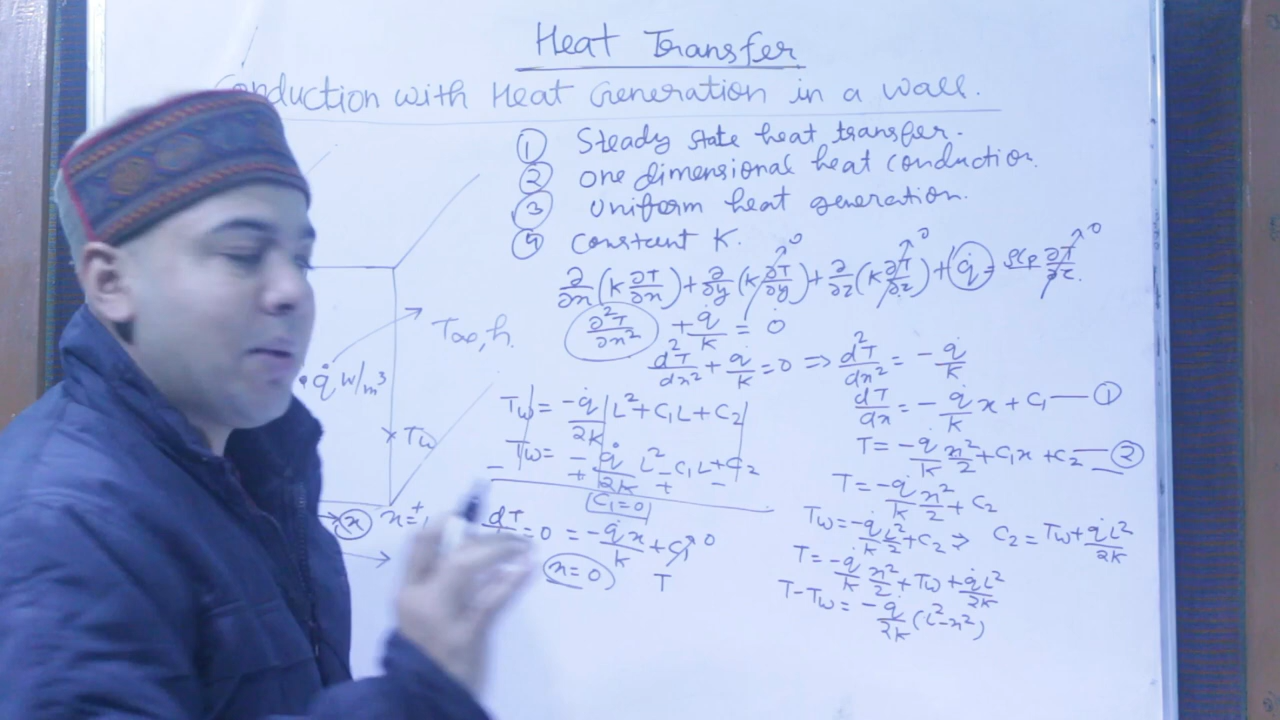 Heat Transfer
Conduction with Heat Generation in a wall.
① Steady state heat transfer.
② one dimensional heat conduction.
③ Uniform heat generation.
④ constant K.
∂/∂x (K ∂T/∂x) + ∂/∂y (K ∂T/∂y) + ∂/∂z (K ∂T/∂z) + q̇ = ρCp ∂T/∂τ
0 0 0
∂²T/∂x² + q̇/K = 0
d²T/dx² + q̇/K = 0 => d²T/dx² = -q̇/K
dT/dx = -q̇/K x + C₁ — ①
T = -q̇/K x²/2 + C₁x + C₂ — ②
T = -q̇/K x²/2 + C₂
Tw = -q̇/K L²/2 + C₂ => C₂ = Tw + q̇L²/2K
T = -q̇/K x²/2 + Tw + q̇L²/2K
T-Tw = -q̇/2K (L²-x²)
Tw = -q̇/2K L² + C₁L + C₂
Tw = -q̇/2K L² - C₁L + C₂
- + + -
C₁=0
dT = 0 = -q̇x/K + C₁ 0
x=0
T
T∞, h.
q̇ W/m³
Tw
x